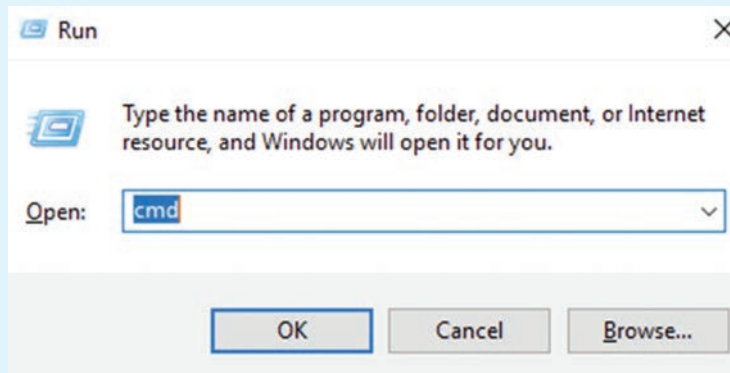 Run
Type the name of a program, folder, document, or Internet
resource, and Windows will open it for you.
Open: cmd
OK Cancel Browse...